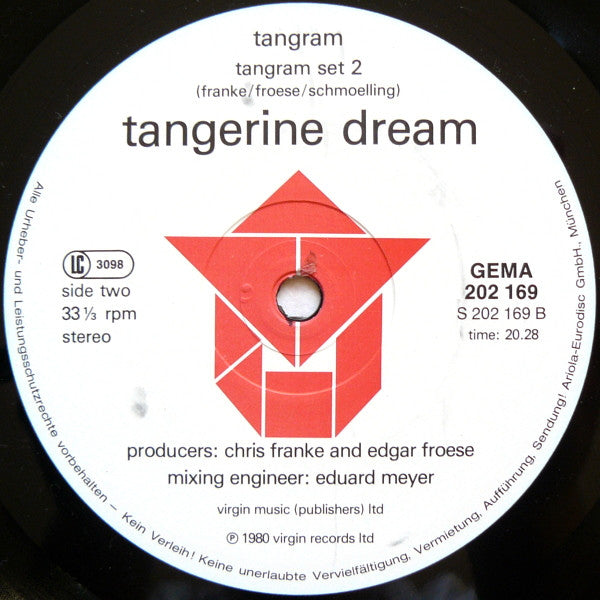 tangram
tangram set 2
(franke/froese/schmoelling)
tangerine dream
LC 3098
side two
33 ⅓ rpm
stereo
GEMA
202 169
S 202 169 B
time: 20.28
producers: chris franke and edgar froese
mixing engineer: eduard meyer
virgin music (publishers) ltd
℗ 1980 virgin records ltd
Alle Urheber- und Leistungsschutzrechte vorbehalten – Kein Verleih! Keine unerlaubte Vervielfältigung, Vermietung, Aufführung, Sendung! Ariola-Eurodisc GmbH., München